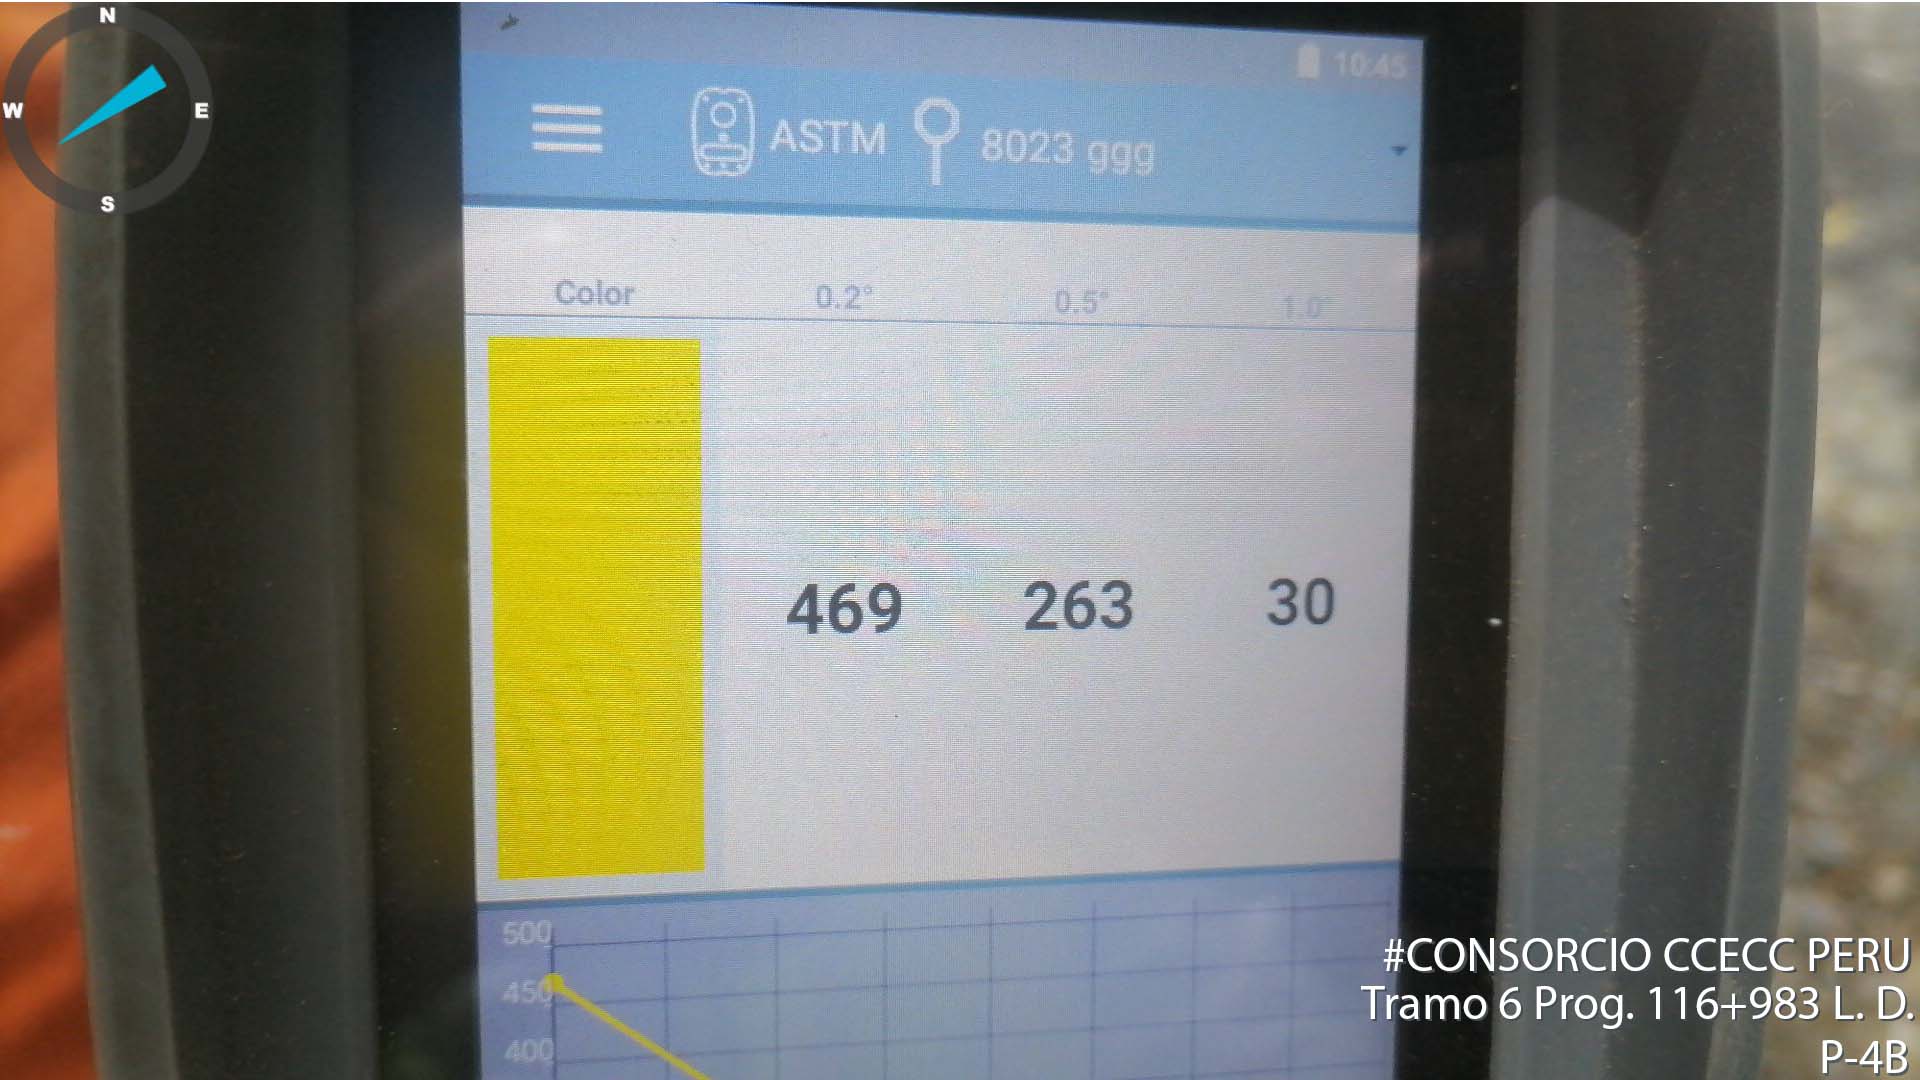 N
W
E
S
10:45
ASTM
8023 ggg
Color 0.2° 0.5° 1.0°
469 263 30
500
450
400
#CONSORCIO CCECC PERU
Tramo 6 Prog. 116+983 L. D.
P-4B